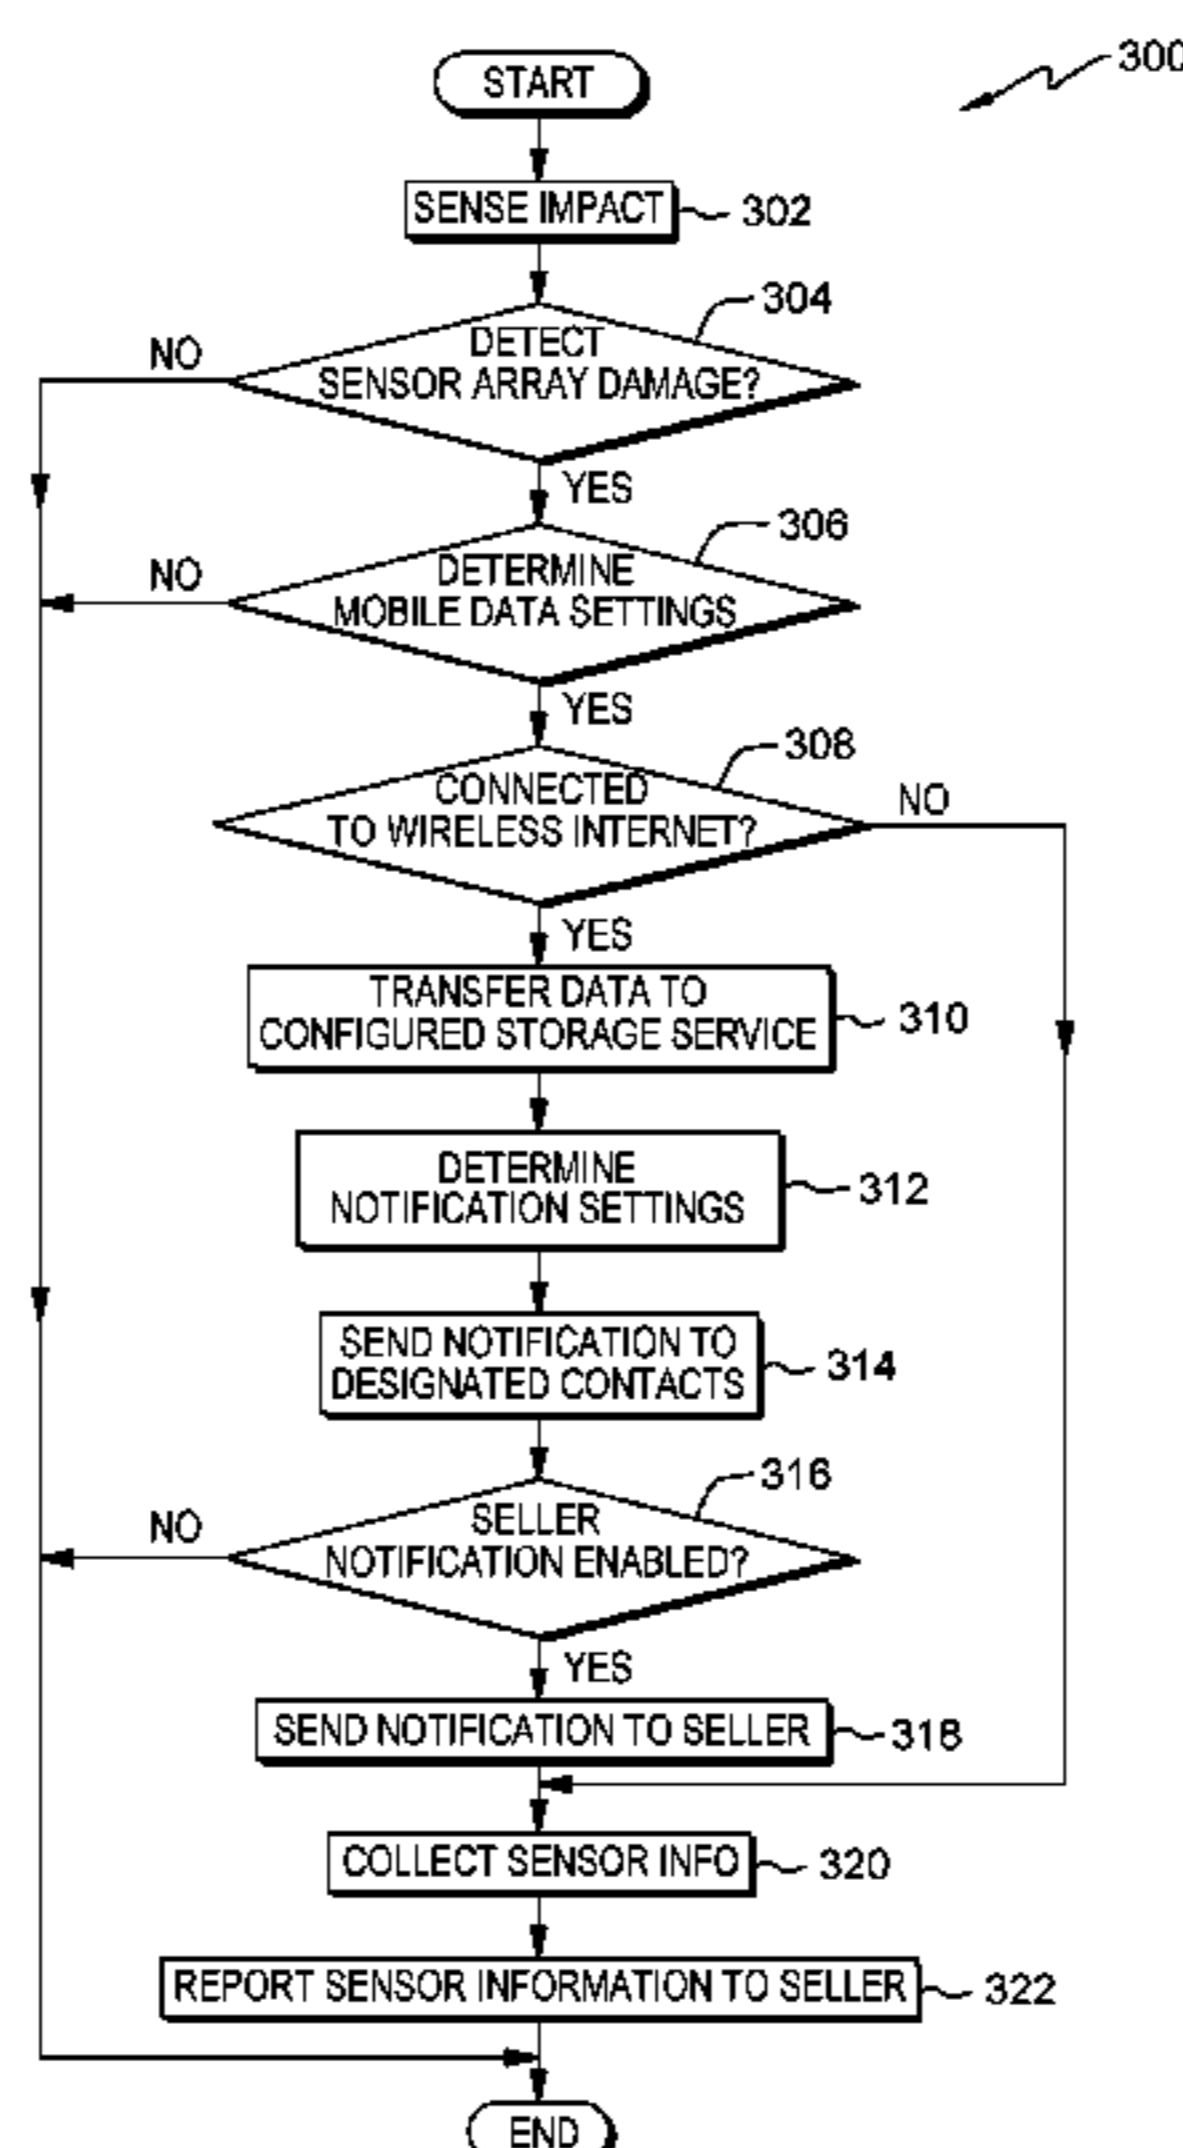 300
START
SENSE IMPACT
302
304
DETECT
SENSOR ARRAY DAMAGE?
NO
YES
306
DETERMINE
MOBILE DATA SETTINGS
NO
YES
308
CONNECTED
TO WIRELESS INTERNET?
NO
YES
TRANSFER DATA TO
CONFIGURED STORAGE SERVICE
310
DETERMINE
NOTIFICATION SETTINGS
312
SEND NOTIFICATION TO
DESIGNATED CONTACTS
314
316
SELLER
NOTIFICATION ENABLED?
NO
YES
SEND NOTIFICATION TO SELLER
318
COLLECT SENSOR INFO
320
REPORT SENSOR INFORMATION TO SELLER
322
END